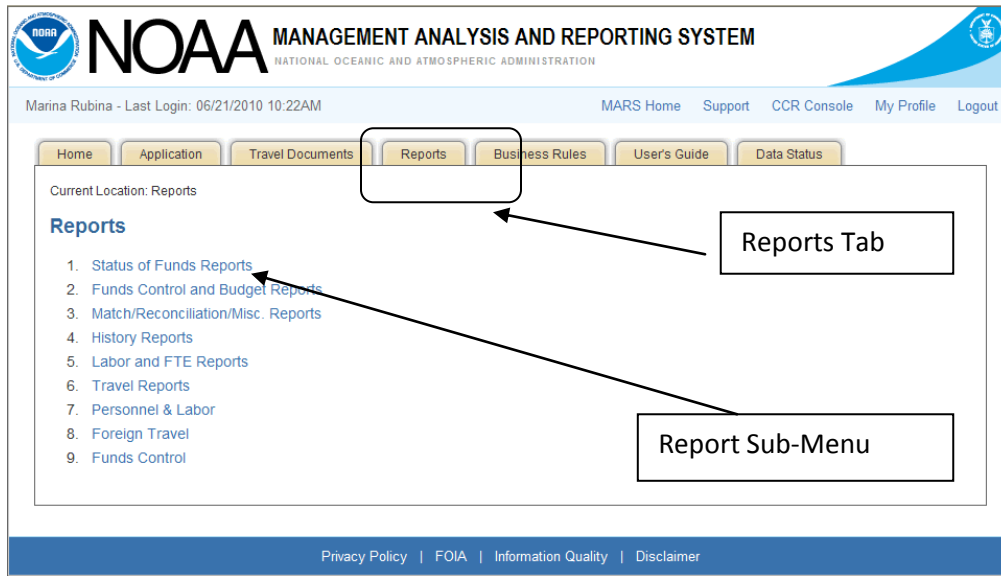 NOAA
NOAA MANAGEMENT ANALYSIS AND REPORTING SYSTEM
NATIONAL OCEANIC AND ATMOSPHERIC ADMINISTRATION
Marina Rubina - Last Login: 06/21/2010 10:22AM MARS Home Support CCR Console My Profile Logout
Home Application Travel Documents Reports Business Rules User's Guide Data Status
Current Location: Reports
Reports
Reports Tab
1. Status of Funds Reports
2. Funds Control and Budget Reports
3. Match/Reconciliation/Misc. Reports
4. History Reports
5. Labor and FTE Reports
6. Travel Reports
7. Personnel & Labor
8. Foreign Travel
9. Funds Control
Report Sub-Menu
Privacy Policy | FOIA | Information Quality | Disclaimer